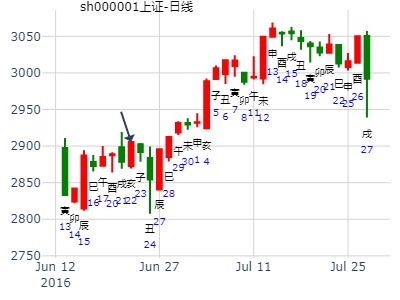 sh000001上证-日线
3050
3000
2950
2900
2850
2800
2750
寅
13
卯
14
辰
15
巳
16
午
17
酉
20
戌
21
亥
22
子
23
丑
24
辰
27
巳
28
午
29
未
30
申
1
亥
4
子
5
丑
6
寅
7
卯
8
午
11
未
12
申
13
酉
14
戌
15
丑
18
寅
19
卯
20
辰
21
巳
22
申
25
酉
26
戌
27
Jun 12
2016
Jun 27
Jul 11
Jul 25